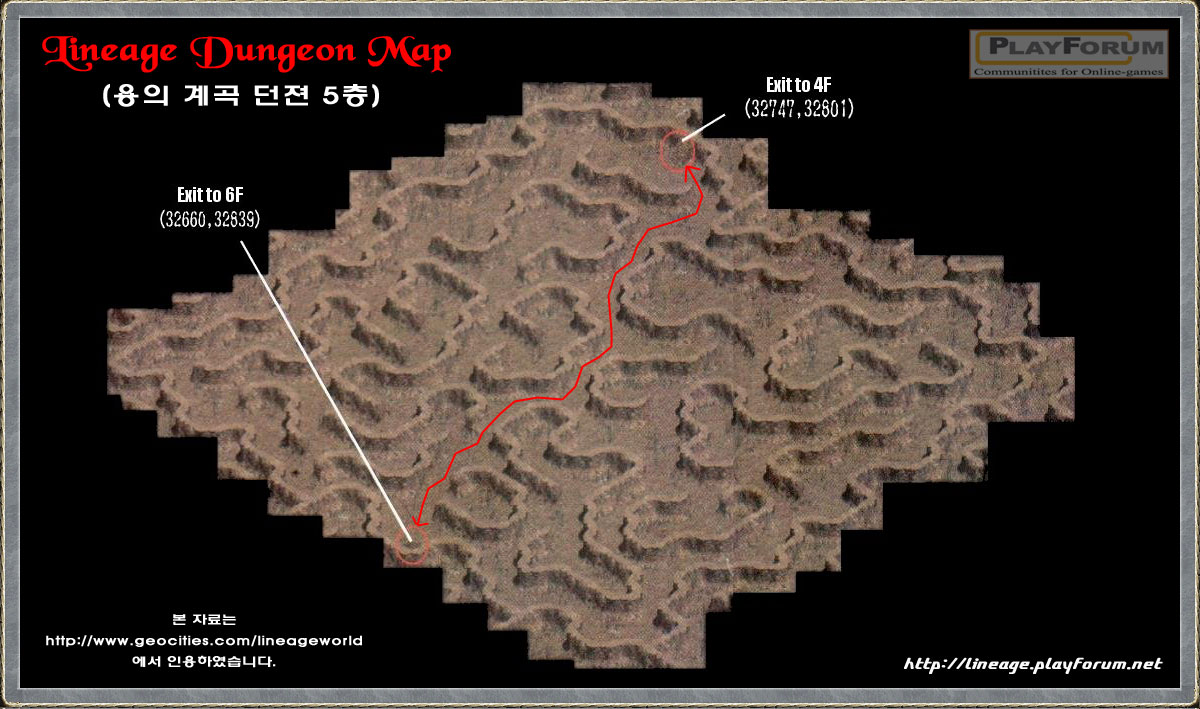 Lineage Dungeon Map
(용의 계곡 던젼 5층)
PLAYFORUM
Communitites for Online-games
Exit to 4F
(32747,32801)
Exit to 6F
(32660,32839)
본 자료는
http://www.geocities.com/lineageworld
에서 인용하였습니다.
http://lineage.playforum.net